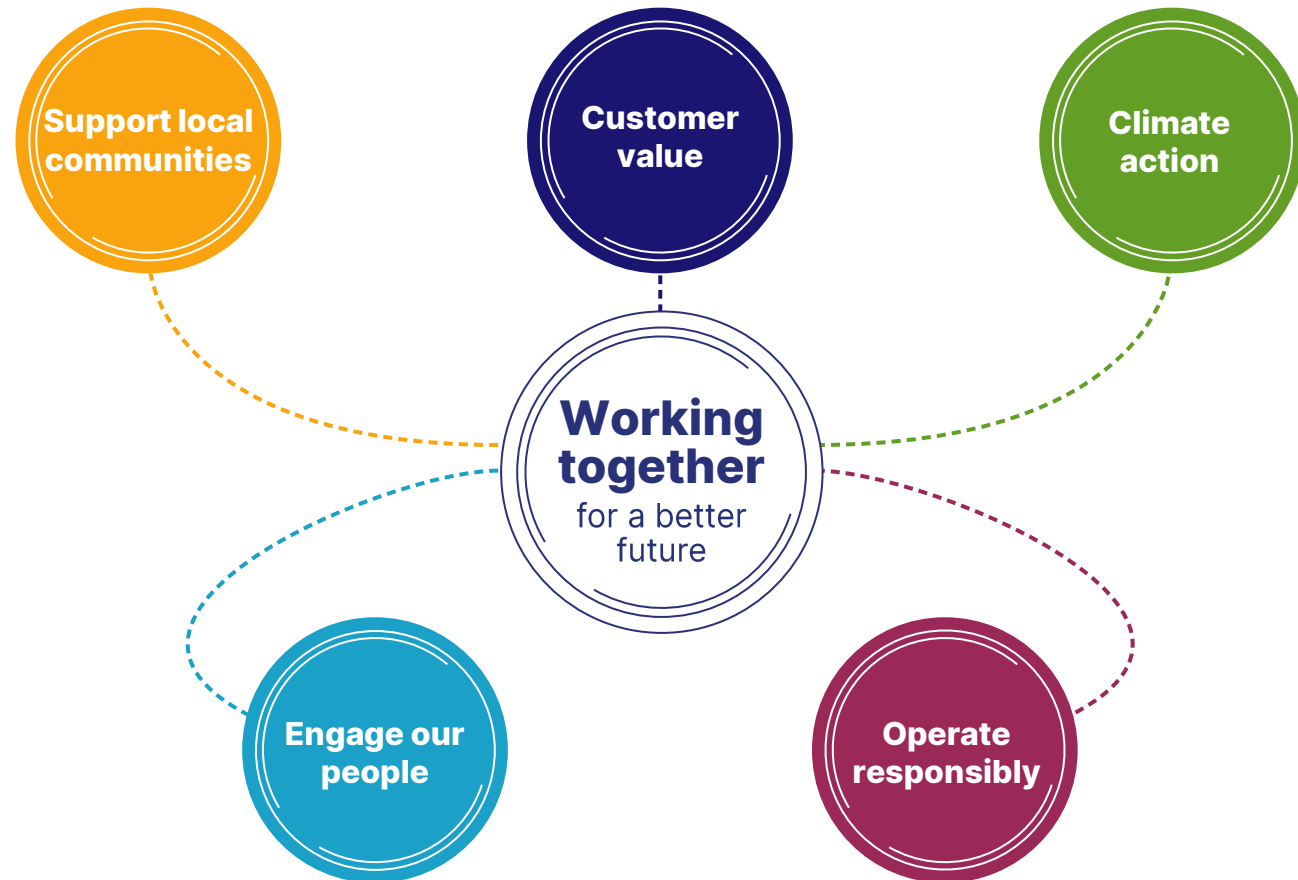 Support local
communities
Customer
value
Climate
action
Working
together
for a better
future
Engage our
people
Operate
responsibly